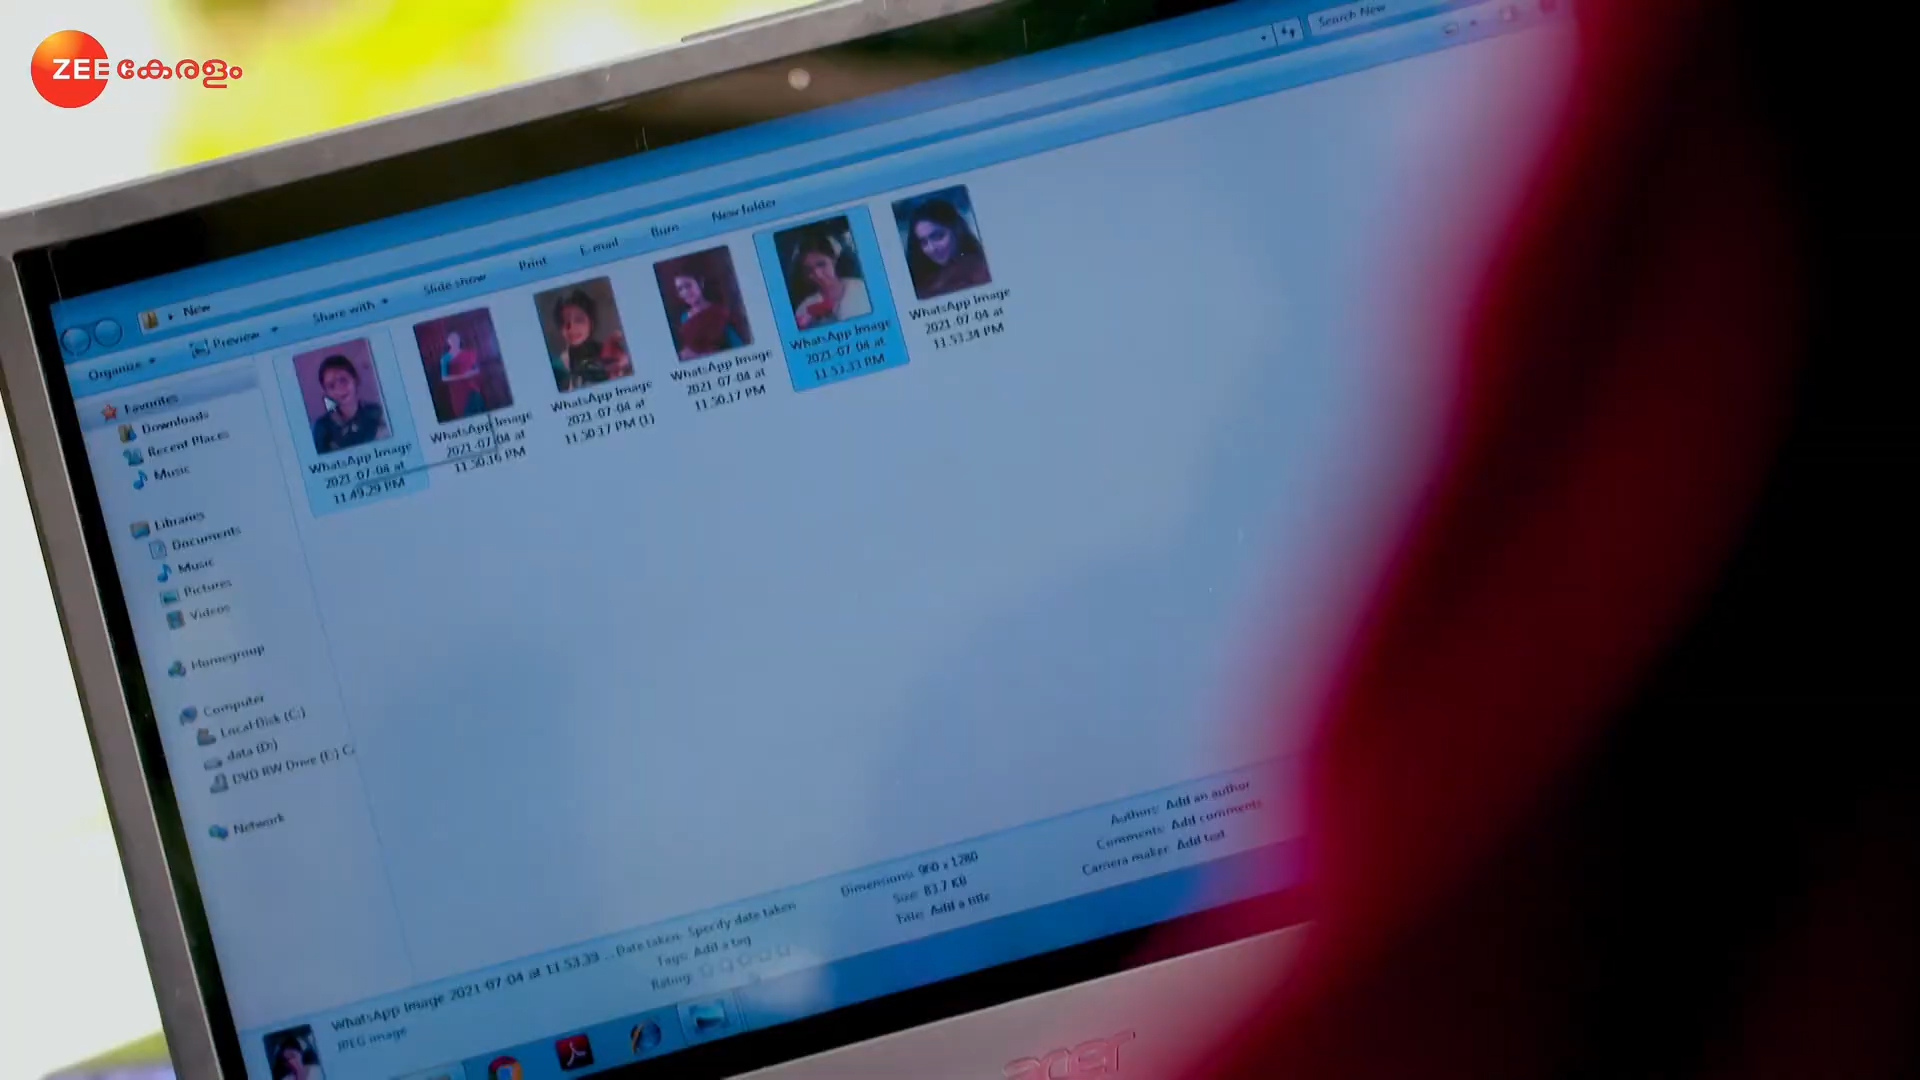 ZEE കേരളം
Search New
New
Organize
Preview
Share with
Slide show
Print
E-mail
Burn
New folder
Favorites
Downloads
Recent Places
Music
Libraries
Documents
Music
Pictures
Videos
Homegroup
Computer
Local Disk (C:)
data (D:)
DVD RW Drive (E:)
Network
WhatsApp Image
2021-07-04 at
11.49.29 PM
WhatsApp Image
2021-07-04 at
11.50.16 PM
WhatsApp Image
2021-07-04 at
11.50.17 PM (1)
WhatsApp Image
2021-07-04 at
11.50.17 PM
WhatsApp Image
2021-07-04 at
11.53.33 PM
WhatsApp Image
2021-07-04 at
11.53.34 PM
WhatsApp Image 2021-07-04 at 11.53.33 ...
JPEG image
Date taken: Specify date taken
Tags: Add a tag
Rating:
Dimensions: 960 x 1280
Size: 83.7 KB
Title: Add a title
Authors: Add an author
Comments: Add comments
Camera maker: Add text
acer